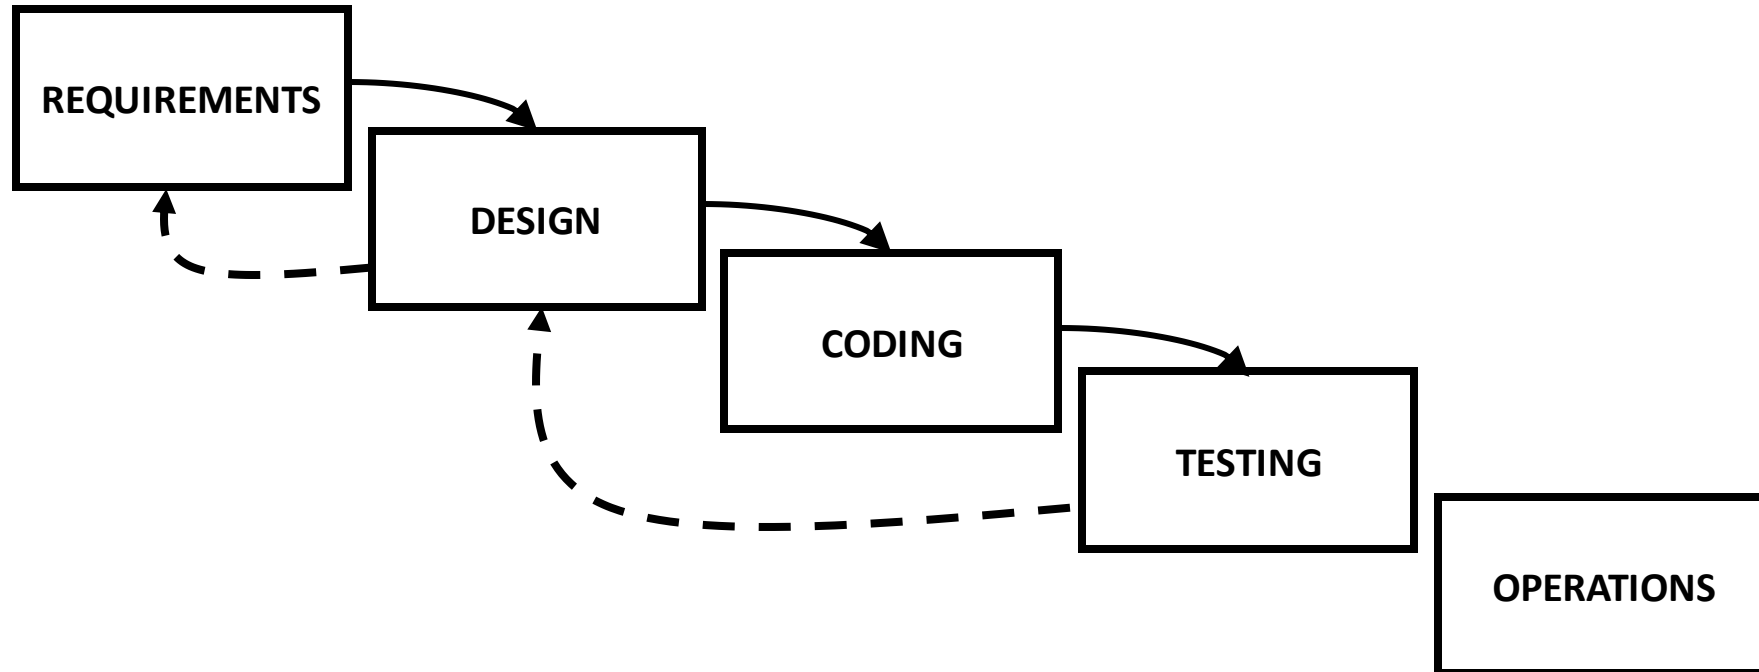 REQUIREMENTS
DESIGN
CODING
TESTING
OPERATIONS